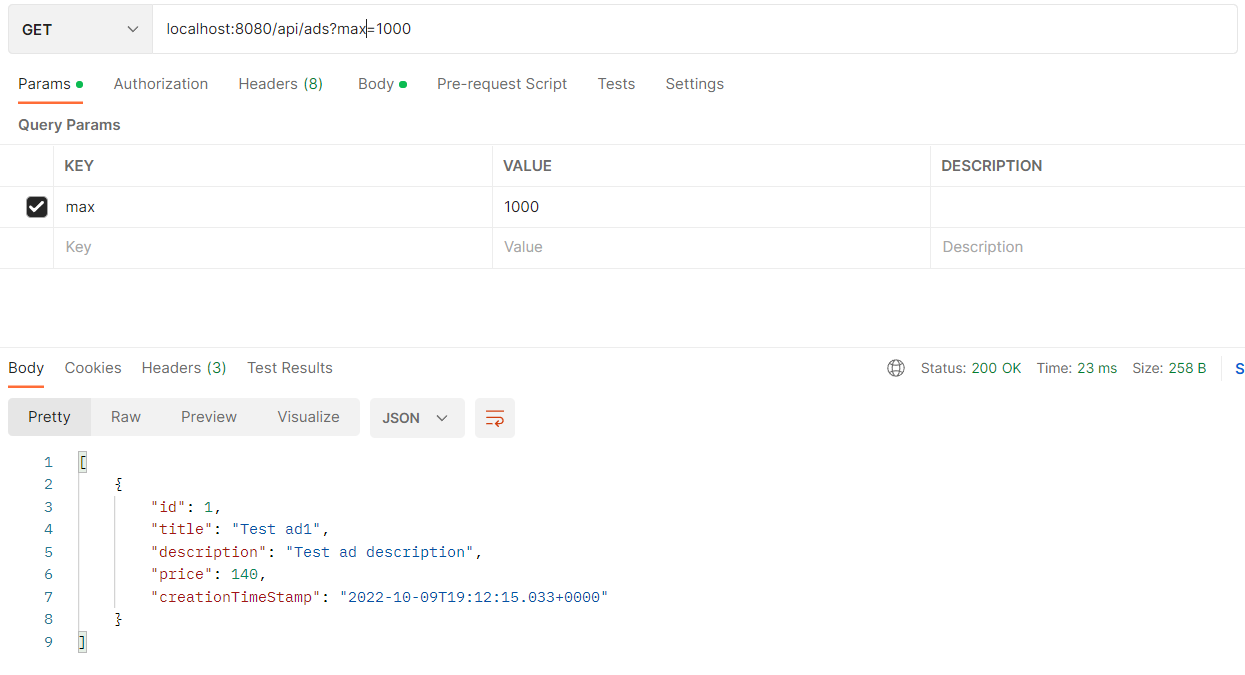 GET localhost:8080/api/ads?max=1000
Params Authorization Headers (8) Body Pre-request Script Tests Settings
Query Params
KEY VALUE DESCRIPTION
max 1000
Key Value Description
Body Cookies Headers (3) Test Results Status: 200 OK Time: 23 ms Size: 258 B S
Pretty Raw Preview Visualize JSON
1 [
2 {
3 "id": 1,
4 "title": "Test ad1",
5 "description": "Test ad description",
6 "price": 140,
7 "creationTimeStamp": "2022-10-09T19:12:15.033+0000"
8 }
9 ]